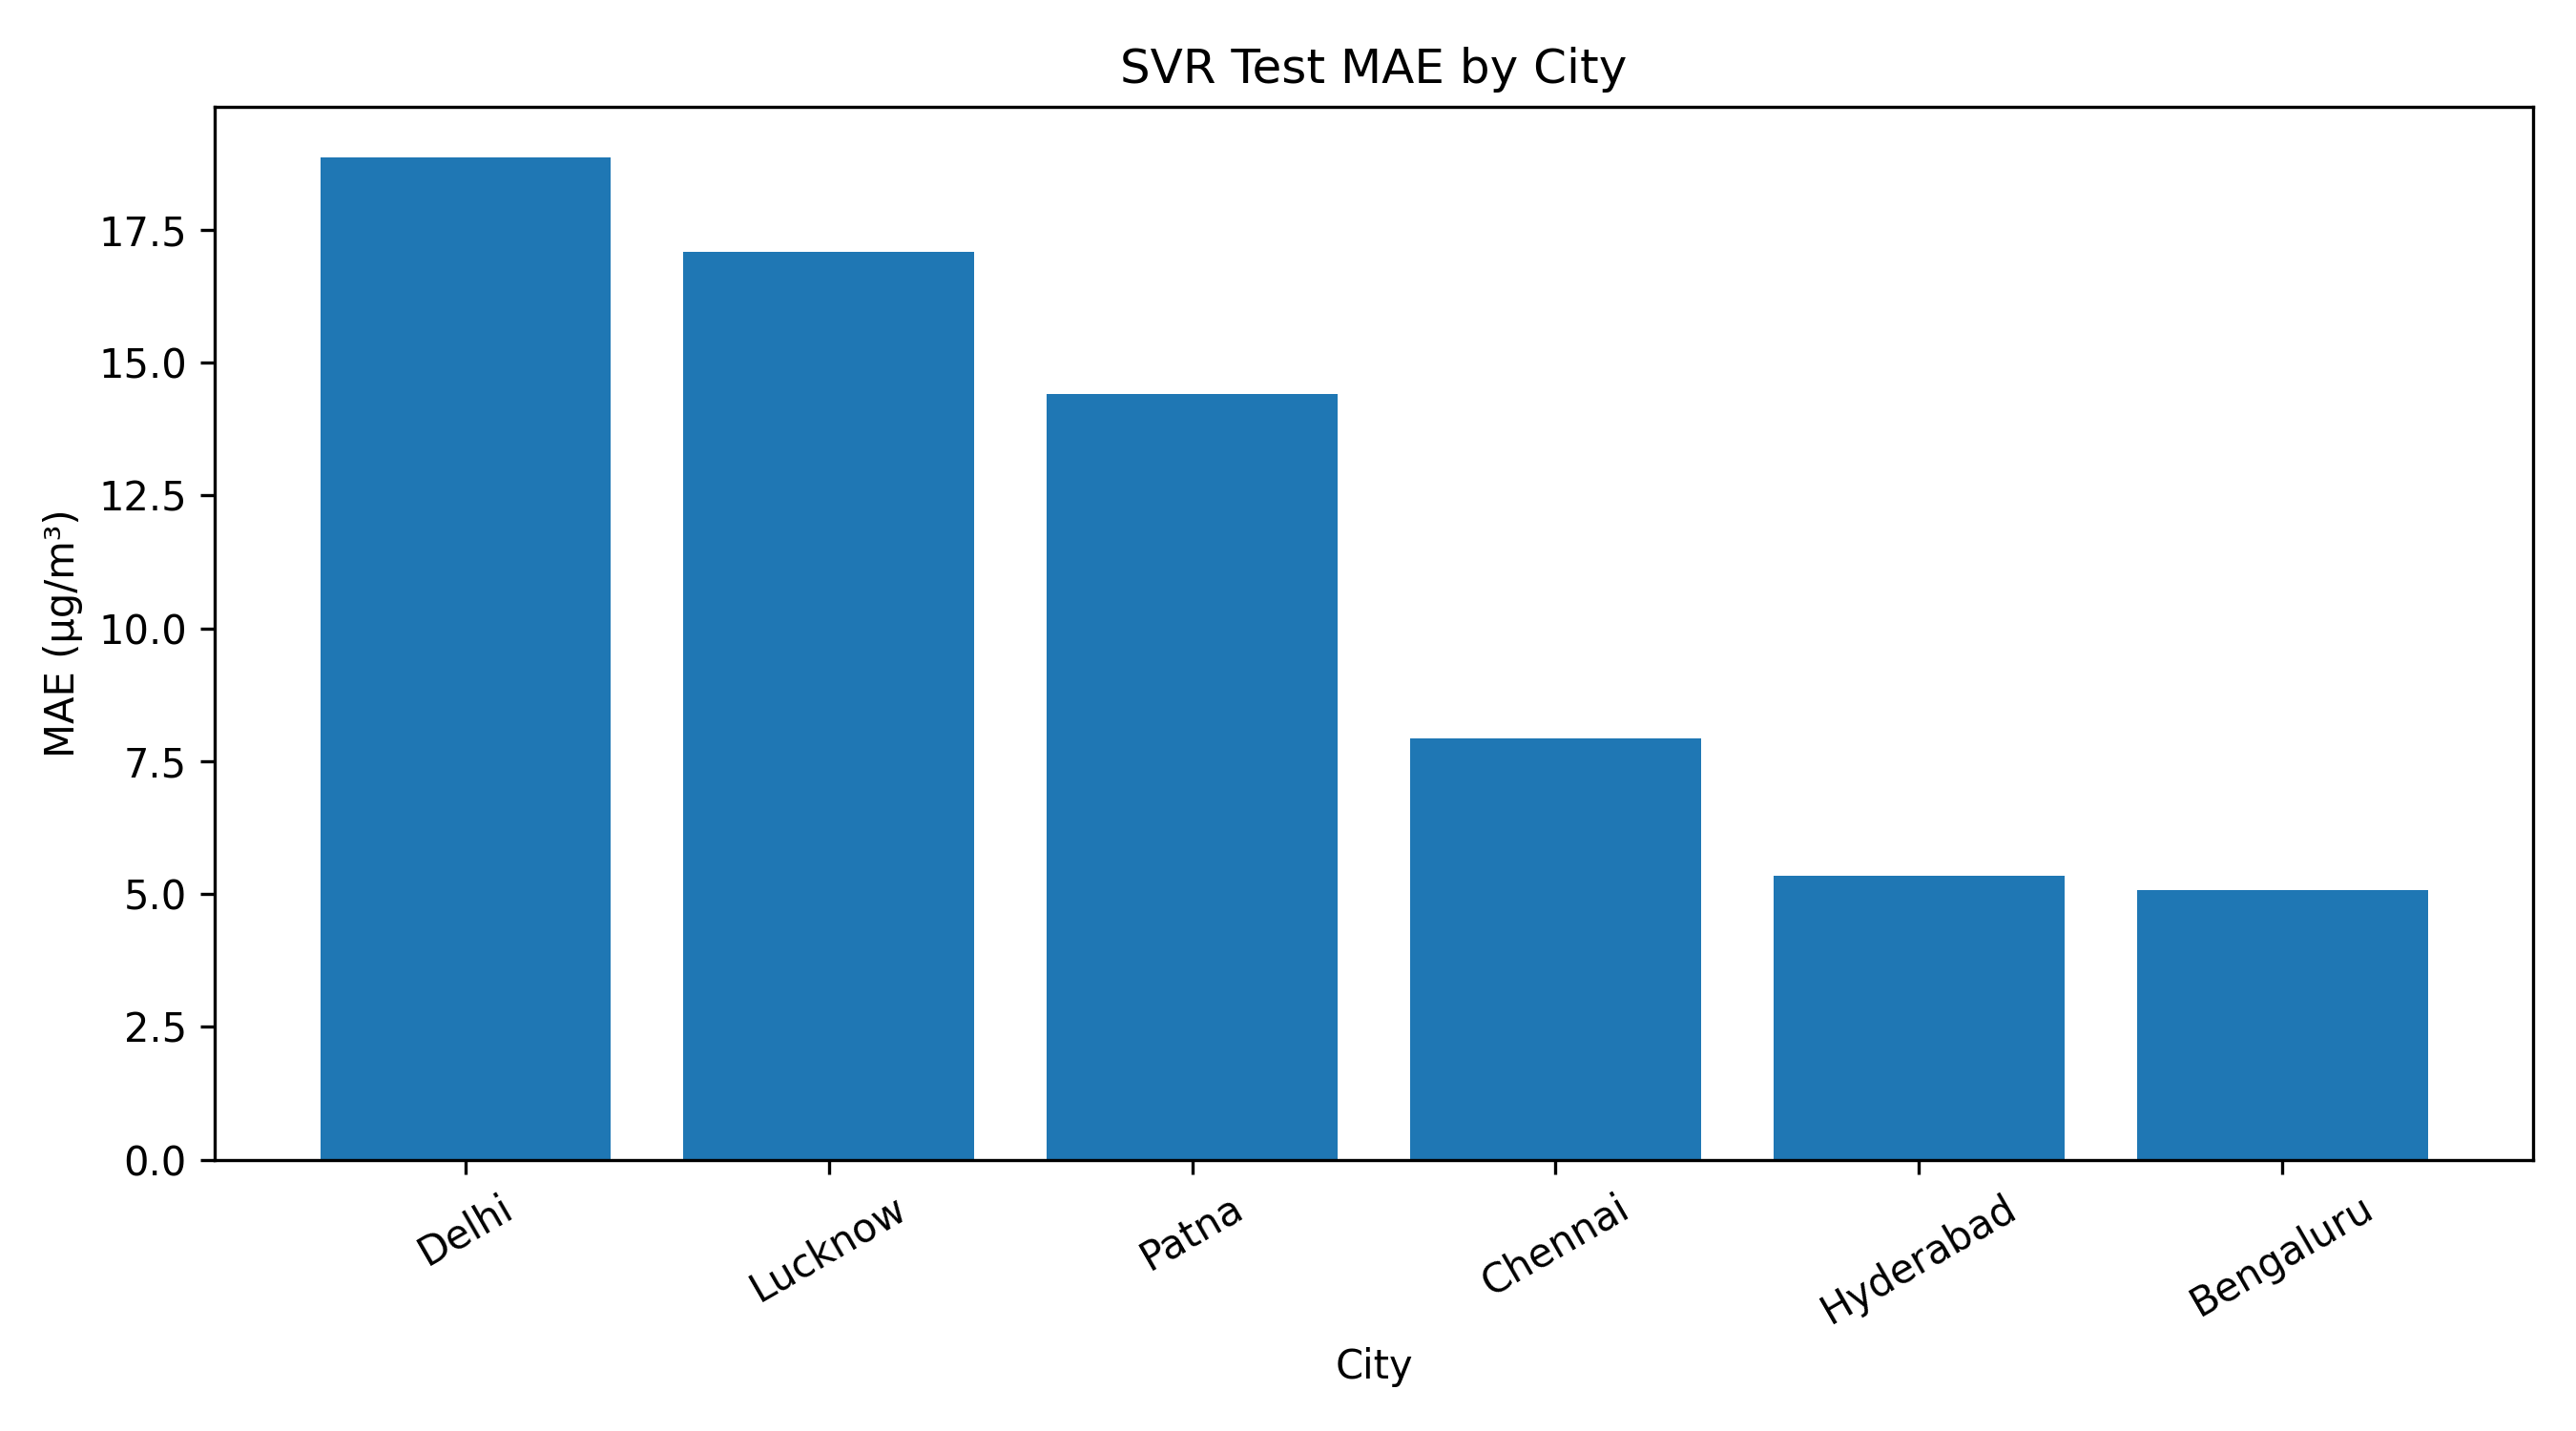 SVR Test MAE by City
MAE (µg/m³)
17.5
15.0
12.5
10.0
7.5
5.0
2.5
0.0
Delhi
Lucknow
Patna
Chennai
Hyderabad
Bengaluru
City